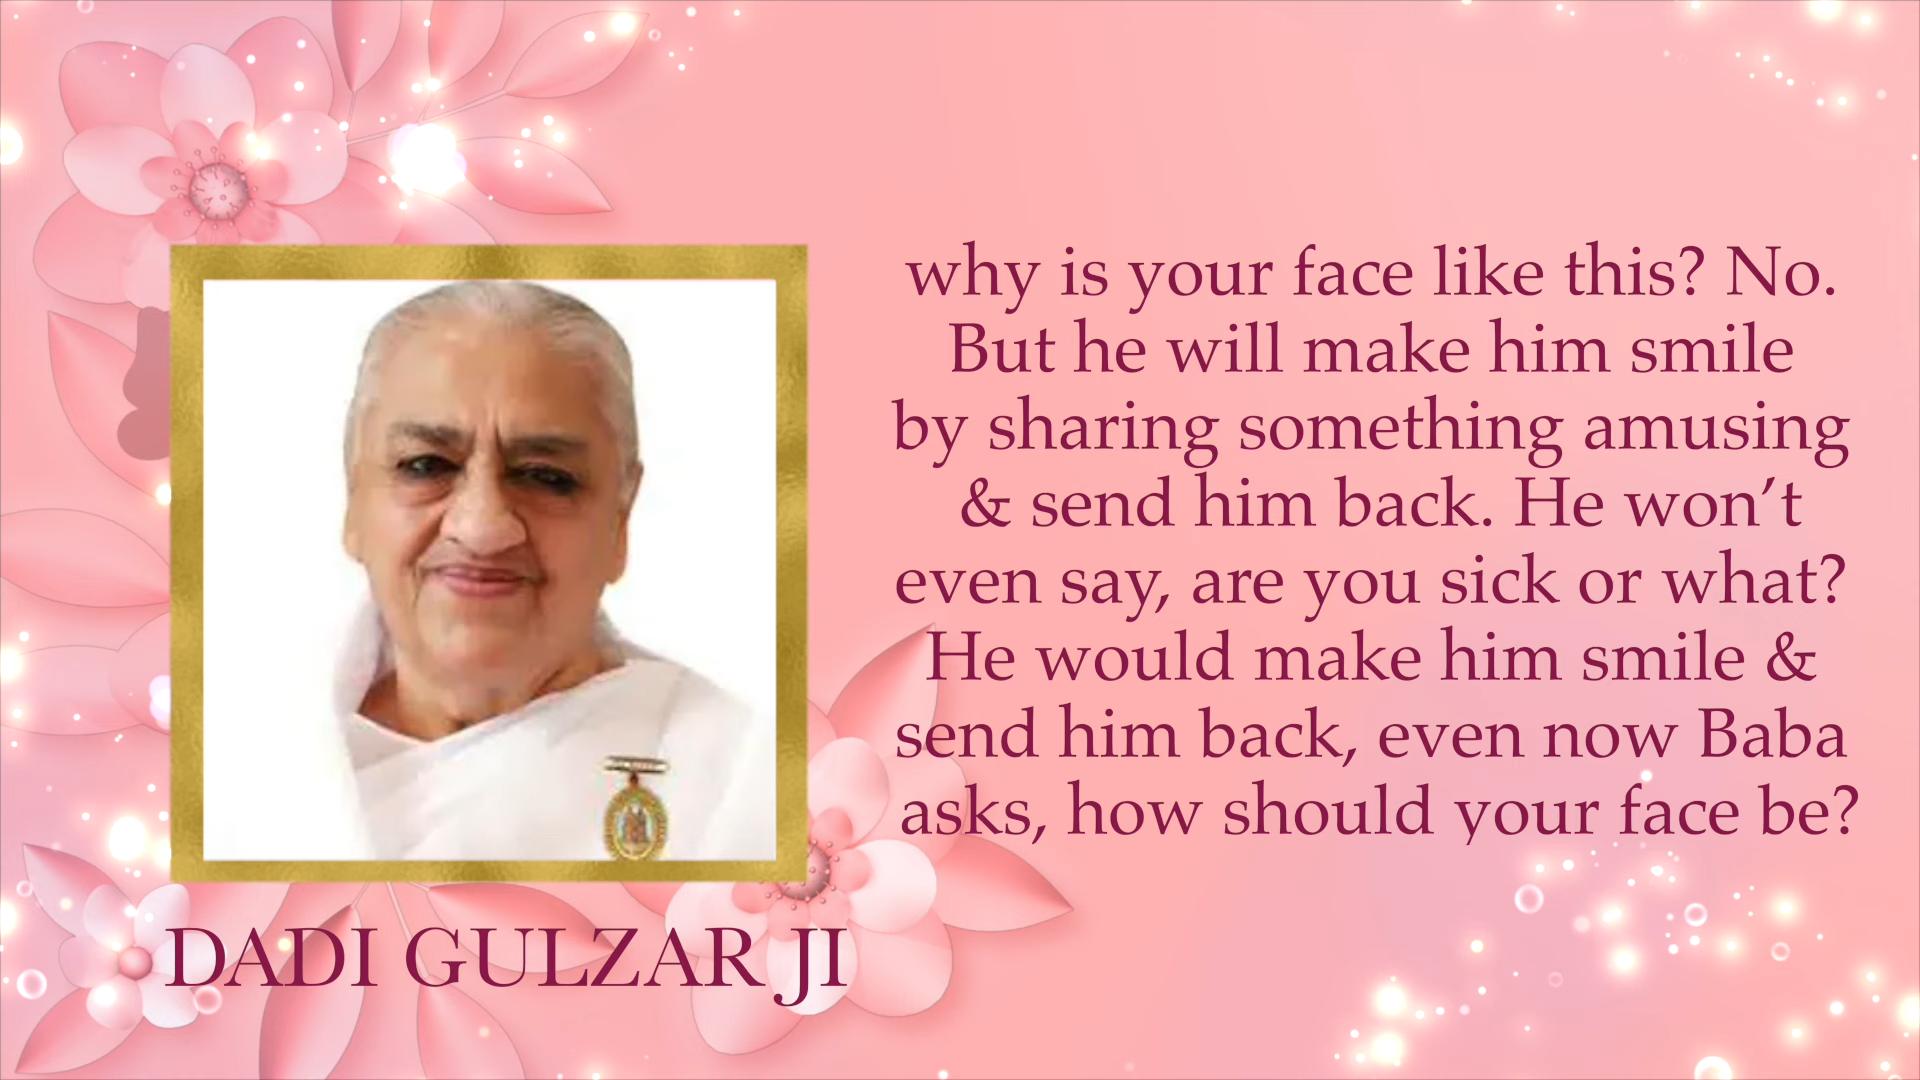 why is your face like this? No.
But he will make him smile
by sharing something amusing
& send him back. He won’t
even say, are you sick or what?
He would make him smile &
send him back, even now Baba
asks, how should your face be?
DADI GULZAR JI